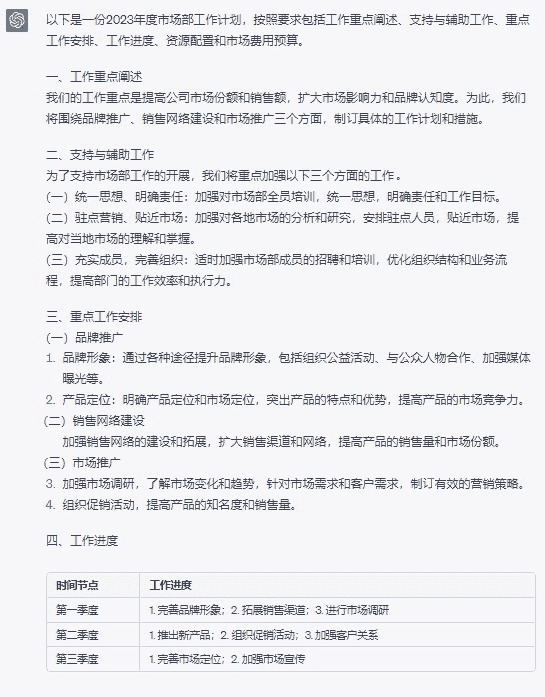 以下是一份2023年度市场部工作计划，按照要求包括工作重点阐述、支持与辅助工作、重点
工作安排、工作进度、资源配置和市场费用预算。
一、工作重点阐述
我们的工作重点是提高公司市场份额和销售额，扩大市场影响力和品牌认知度。为此，我们
将围绕品牌推广、销售网络建设和市场推广三个方面，制订具体的工作计划和措施。
二、支持与辅助工作
为了支持市场部工作的开展，我们将重点加强以下三个方面的工作。
(一）统一思想、明确责任：加强对市场部全员培训，统一思想，明确责任和工作目标。
(二）驻点营销、贴近市场：加强对各地市场的分析和研究，安排驻点人员，贴近市场，提
高对当地市场的理解和掌握。
(三）充实成员，完善组织：适时加强市场部成员的招聘和培训，优化组织结构和业务流
程，提高部门的工作效率和执行力。
三、重点工作安排
(一）品牌推广
1. 品牌形象：通过各种途径提升品牌形象，包括组织公益活动、与公众人物合作、加强媒体
曝光等。
2. 产品定位：明确产品定位和市场定位，突出产品的特点和优势，提高产品的市场竞争力。
(二）销售网络建设
加强销售网络的建设和拓展，扩大销售渠道和网络，提高产品的销售量和市场份额。
(三）市场推广
3. 加强市场调研，了解市场变化和趋势，针对市场需求和客户需求，制订有效的营销策略。
4. 组织促销活动，提高产品的知名度和销售量。
四、工作进度
时间节点 工作进度
第一季度 1. 完善品牌形象；2. 拓展销售渠道；3. 进行市场调研
第二季度 1. 推出新产品；2. 组织促销活动；3. 加强客户关系
第三季度 1. 完善市场定位；2. 加强市场宣传